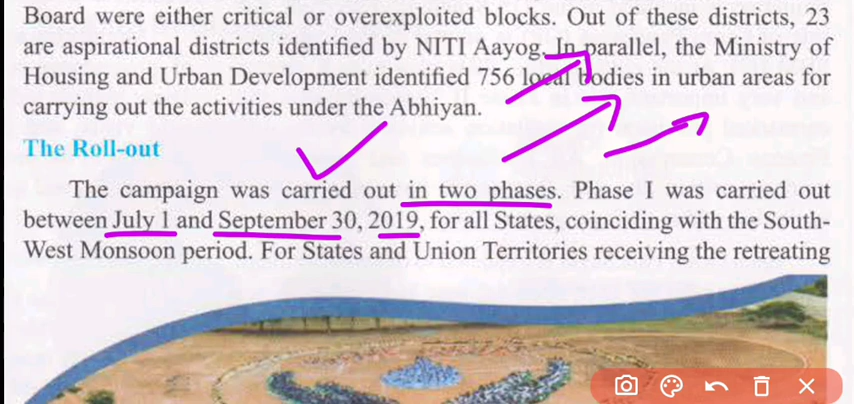 Board were either critical or overexploited blocks. Out of these districts, 23
are aspirational districts identified by NITI Aayog. In parallel, the Ministry of
Housing and Urban Development identified 756 local bodies in urban areas for
carrying out the activities under the Abhiyan.
The Roll-out
The campaign was carried out in two phases. Phase I was carried out
between July 1 and September 30, 2019, for all States, coinciding with the South-
West Monsoon period. For States and Union Territories receiving the retreating